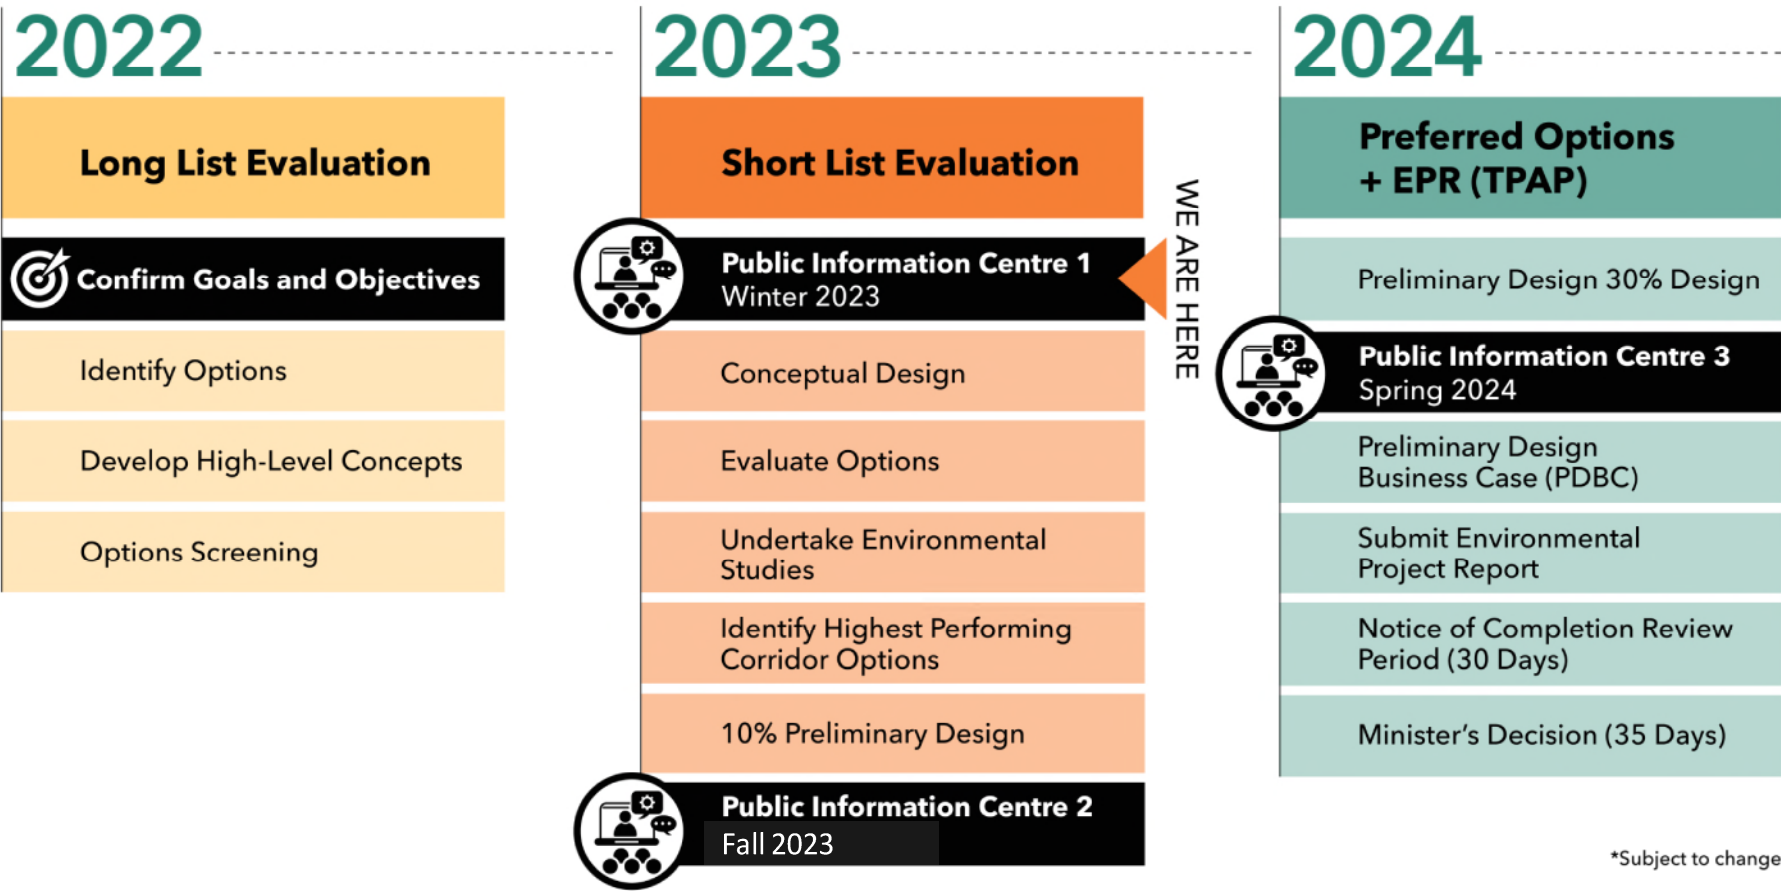 2022
Long List Evaluation
Confirm Goals and Objectives
Identify Options
Develop High-Level Concepts
Options Screening
2023
Short List Evaluation
Public Information Centre 1
Winter 2023
WE ARE HERE
Conceptual Design
Evaluate Options
Undertake Environmental
Studies
Identify Highest Performing
Corridor Options
10% Preliminary Design
Public Information Centre 2
Fall 2023
2024
Preferred Options
+ EPR (TPAP)
Preliminary Design 30% Design
Public Information Centre 3
Spring 2024
Preliminary Design
Business Case (PDBC)
Submit Environmental
Project Report
Notice of Completion Review
Period (30 Days)
Minister’s Decision (35 Days)
*Subject to change